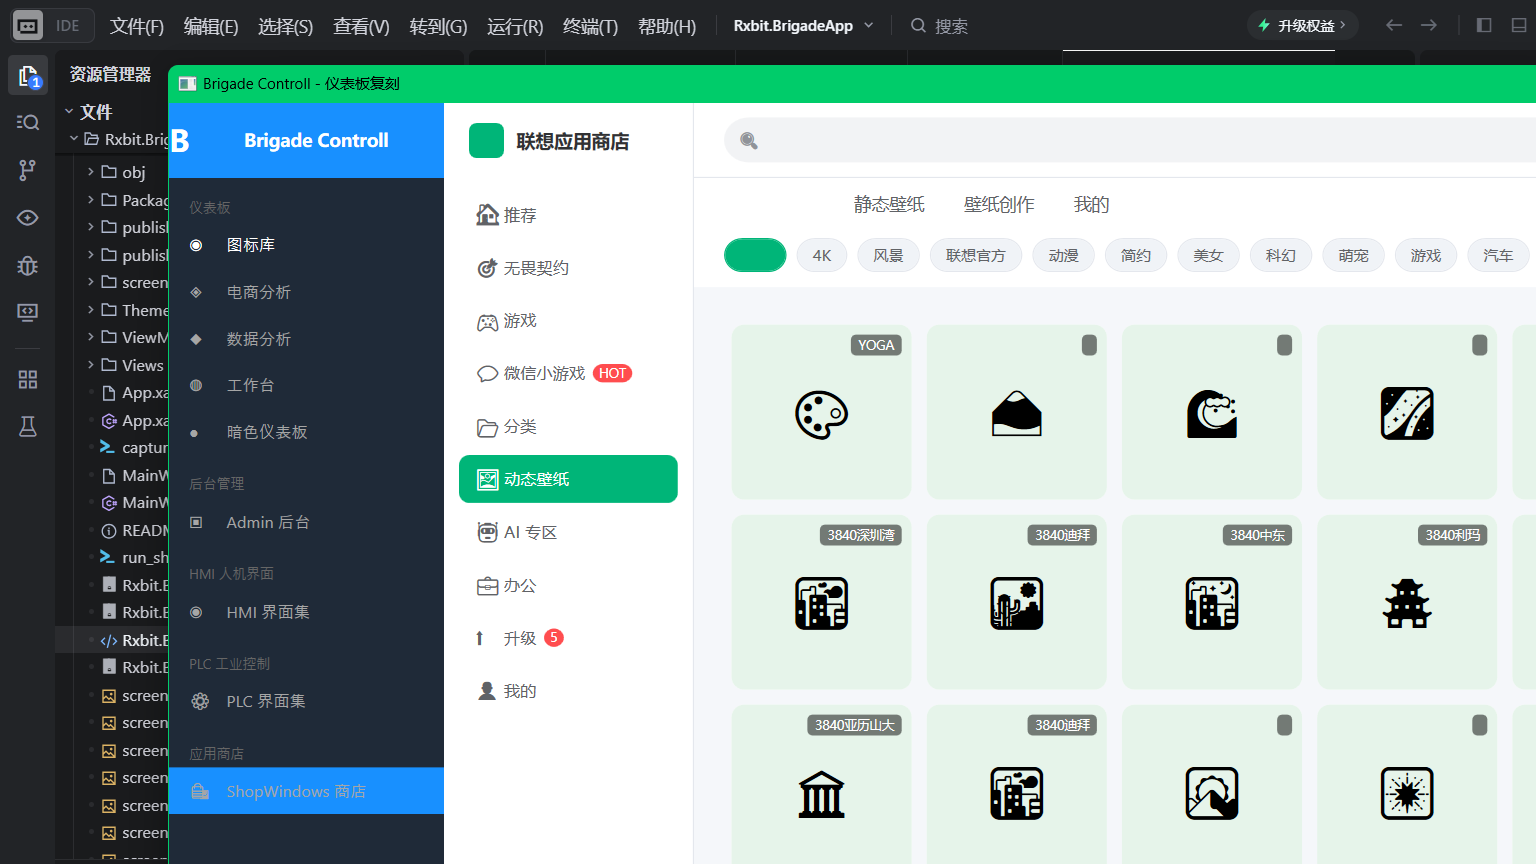 IDE 文件(F) 编辑(E) 选择(S) 查看(V) 转到(G) 运行(R) 终端(T) 帮助(H) Rxbit.BrigadeApp 搜索 升级权益
1
资源管理器
文件
Rxbit.Brig
obj
Packag
publish
publish
screen
Theme
ViewM
Views
App.xa
App.xa
captur
MainW
MainW
READM
run_sh
Rxbit.B
Rxbit.B
Rxbit.B
Rxbit.B
screen
screen
screen
screen
screen
screen
Brigade Controll - 仪表板复刻
B Brigade Controll
仪表板
图标库
电商分析
数据分析
工作台
暗色仪表板
后台管理
Admin 后台
HMI 人机界面
HMI 界面集
PLC 工业控制
PLC 界面集
应用商店
ShopWindows 商店
联想应用商店
推荐
无畏契约
游戏
微信小游戏 HOT
分类
动态壁纸
AI 专区
办公
升级 5
我的
静态壁纸 壁纸创作 我的
4K 风景 联想官方 动漫 简约 美女 科幻 萌宠 游戏 汽车
YOGA
3840深圳湾 3840迪拜 3840中东 3840利玛
3840亚历山大 3840迪拜